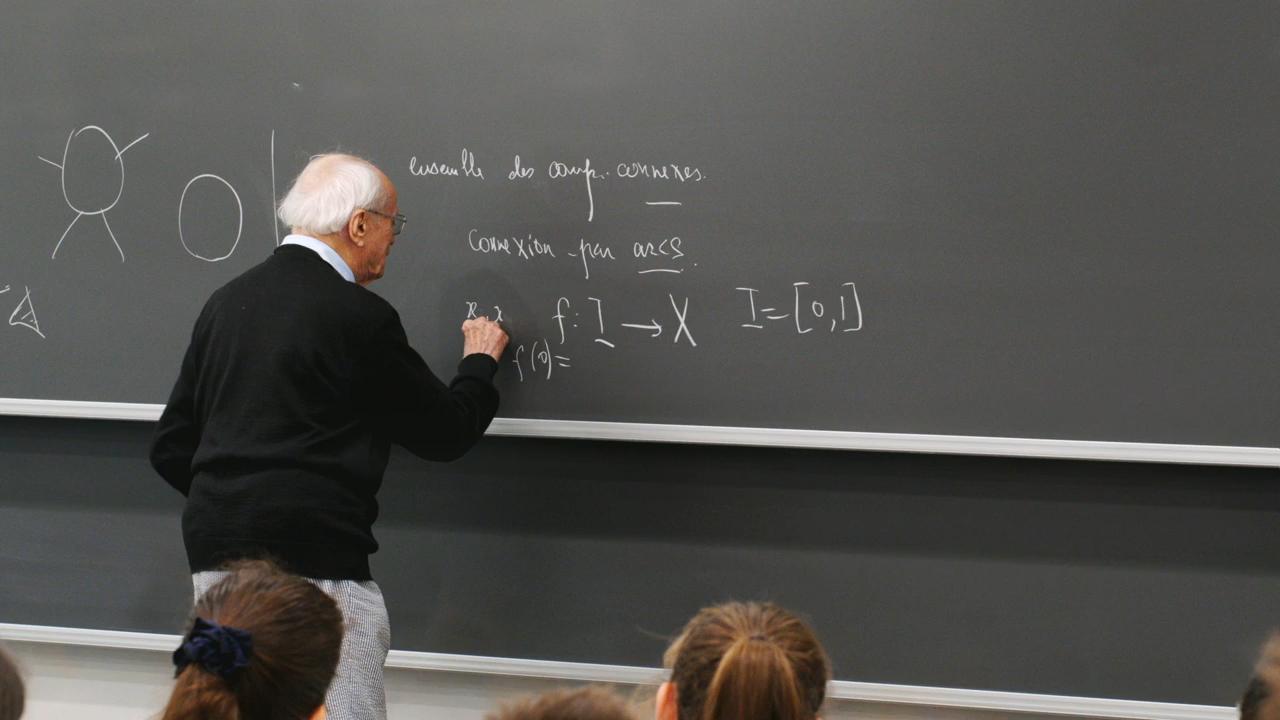 ensemble des comp. connexes.
Connexion par arcs.
f: I → X I=[0,1]
f(0)=